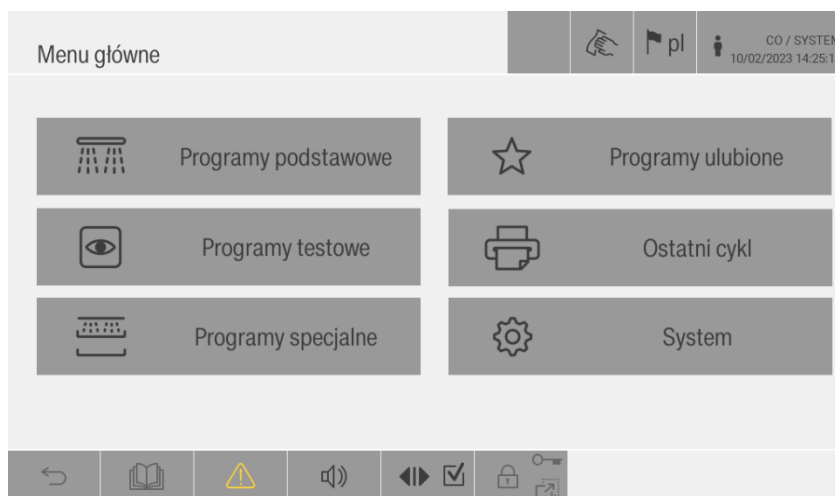 Menu główne
pl
CO / SYSTEM
10/02/2023 14:25:1
Programy podstawowe
Programy ulubione
Programy testowe
Ostatni cykl
Programy specjalne
System